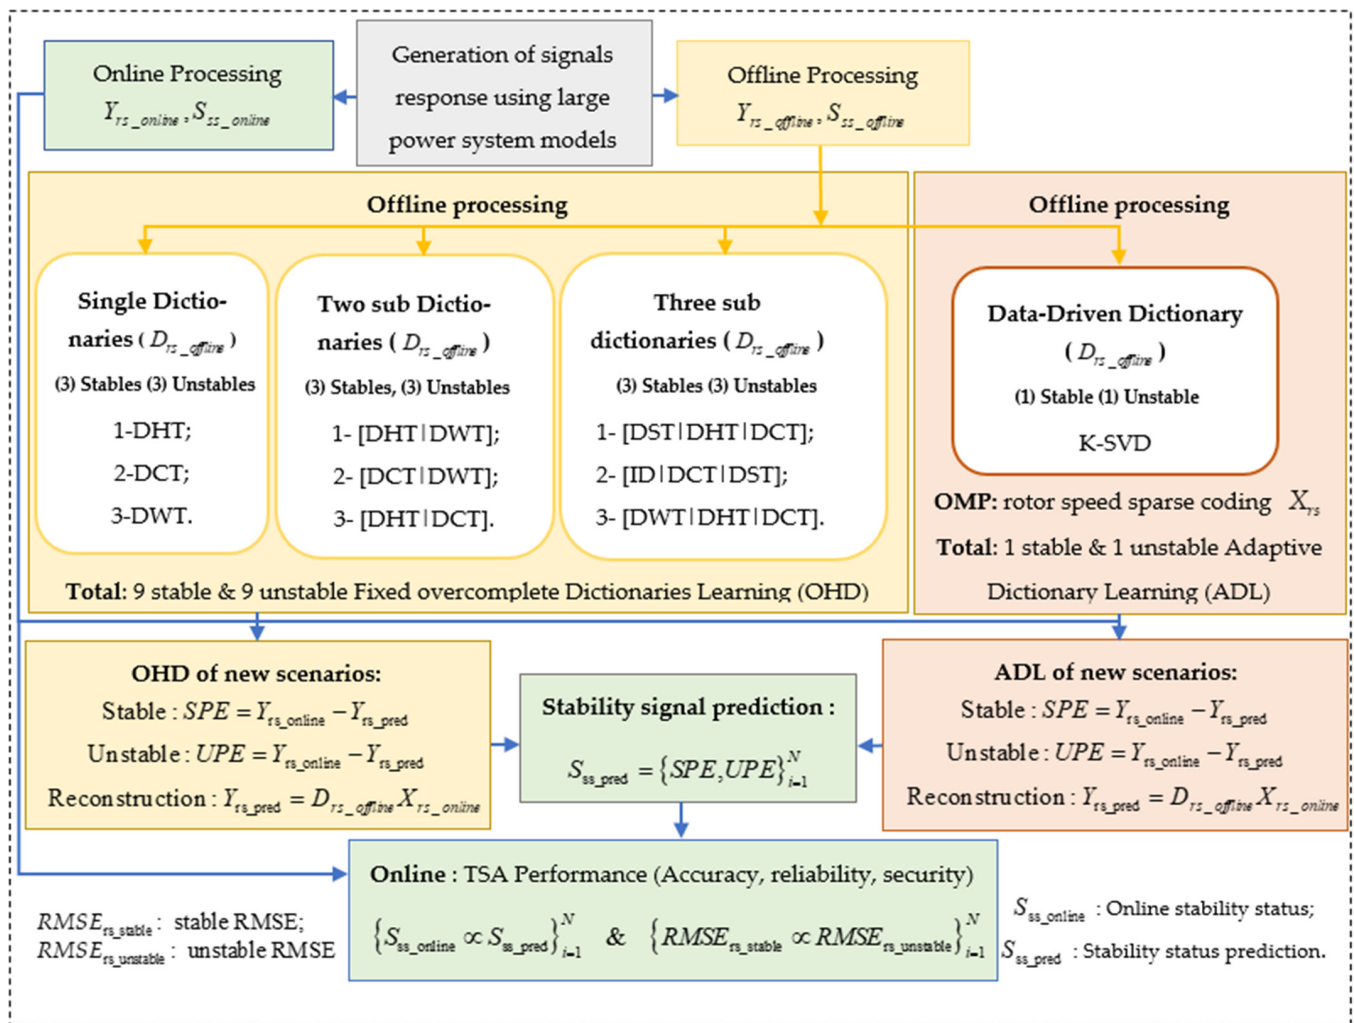 Online Processing
Y_rs_online, S_ss_online
Generation of signals
response using large
power system models
Offline Processing
Y_rs_offline, S_ss_offline
Offline processing
Single Dictio-
naries ( D_rs_offline )
(3) Stables (3) Unstables
1-DHT;
2-DCT;
3-DWT.
Two sub Dictio-
naries ( D_rs_offline )
(3) Stables, (3) Unstables
1- [DHT|DWT];
2- [DCT|DWT];
3- [DHT|DCT].
Three sub
dictionaries ( D_rs_offline )
(3) Stables (3) Unstables
1- [DST|DHT|DCT];
2- [ID|DCT|DST];
3- [DWT|DHT|DCT].
Total: 9 stable & 9 unstable Fixed overcomplete Dictionaries Learning (OHD)
Offline processing
Data-Driven Dictionary
( D_rs_offline )
(1) Stable (1) Unstable
K-SVD
OMP: rotor speed sparse coding X_rs
Total: 1 stable & 1 unstable Adaptive
Dictionary Learning (ADL)
OHD of new scenarios:
Stable : SPE = Y_rs_online − Y_rs_pred
Unstable : UPE = Y_rs_online − Y_rs_pred
Reconstruction : Y_rs_pred = D_rs_offline X_rs_online
Stability signal prediction :
S_ss_pred = {SPE, UPE}_{i=1}^{N}
ADL of new scenarios:
Stable : SPE = Y_rs_online − Y_rs_pred
Unstable : UPE = Y_rs_online − Y_rs_pred
Reconstruction : Y_rs_pred = D_rs_offline X_rs_online
Online : TSA Performance (Accuracy, reliability, security)
{S_ss_online ∝ S_ss_pred}_{i=1}^{N} & {RMSE_rs_stable ∝ RMSE_rs_unstable}_{i=1}^{N}
RMSE_rs_stable : stable RMSE;
RMSE_rs_unstable : unstable RMSE
S_ss_online : Online stability status;
S_ss_pred : Stability status prediction.